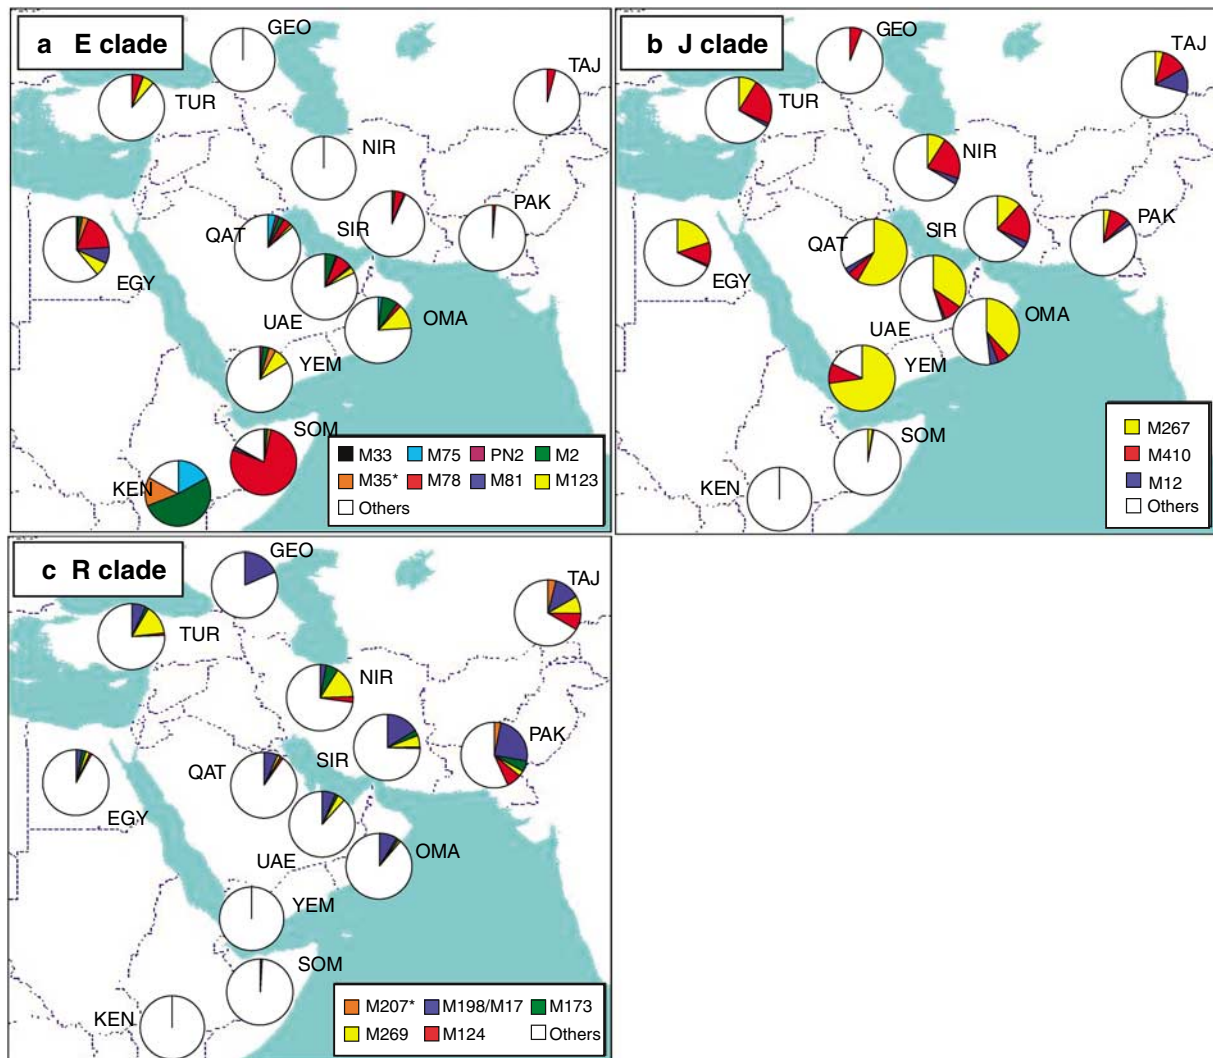 a E clade
GEO
TAJ
TUR
NIR
PAK
SIR
QAT
EGY
UAE
OMA
YEM
SOM
KEN
M33 M75 PN2 M2
M35* M78 M81 M123
Others
b J clade
GEO
TAJ
TUR
NIR
PAK
SIR
QAT
EGY
UAE
OMA
YEM
SOM
KEN
M267
M410
M12
Others
c R clade
GEO
TAJ
TUR
NIR
PAK
SIR
QAT
EGY
UAE
OMA
YEM
SOM
KEN
M207* M198/M17 M173
M269 M124 Others